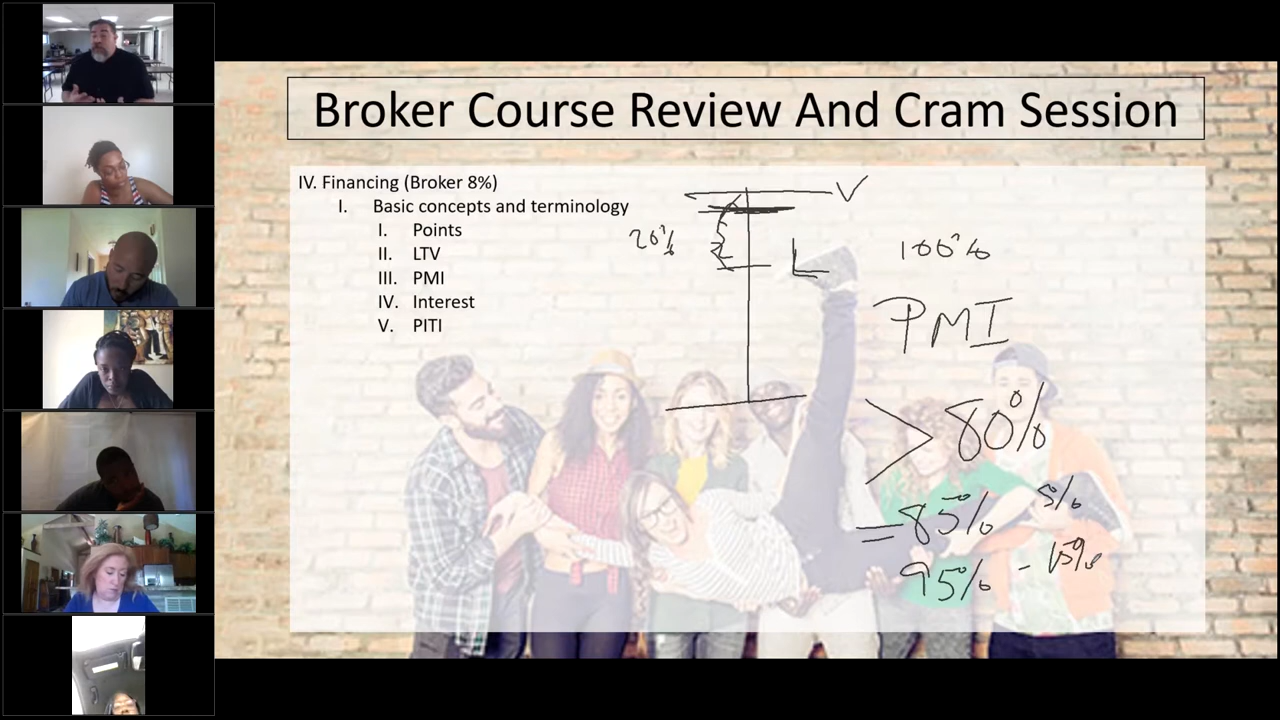 Broker Course Review And Cram Session
IV. Financing (Broker 8%)
I. Basic concepts and terminology
I. Points
II. LTV
III. PMI
IV. Interest
V. PITI
V
20%
L
100%
PMI
> 80%
= 85% 5%
95% - 15%